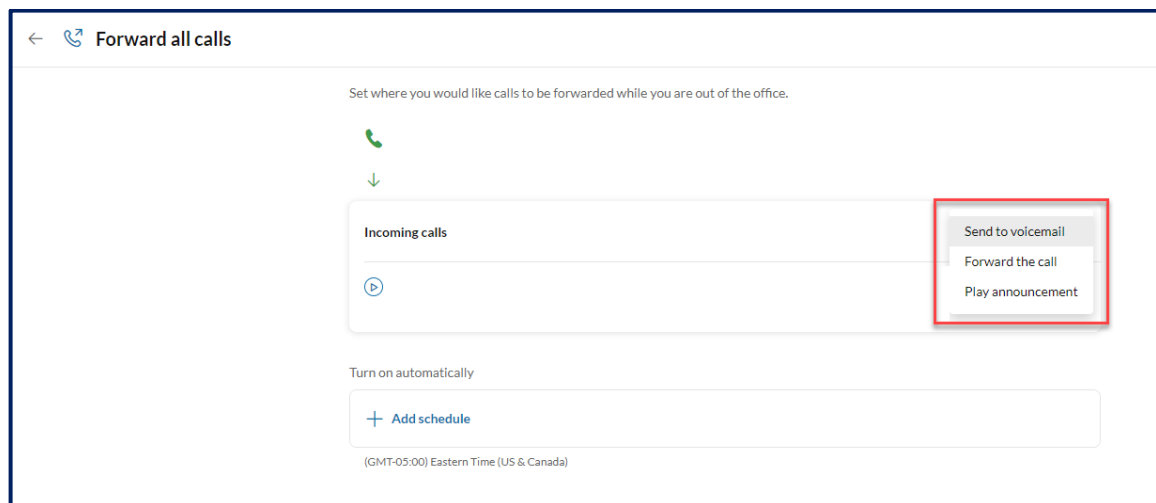 Forward all calls
Set where you would like calls to be forwarded while you are out of the office.
Incoming calls
Send to voicemail
Forward the call
Play announcement
Turn on automatically
Add schedule
(GMT-05:00) Eastern Time (US & Canada)